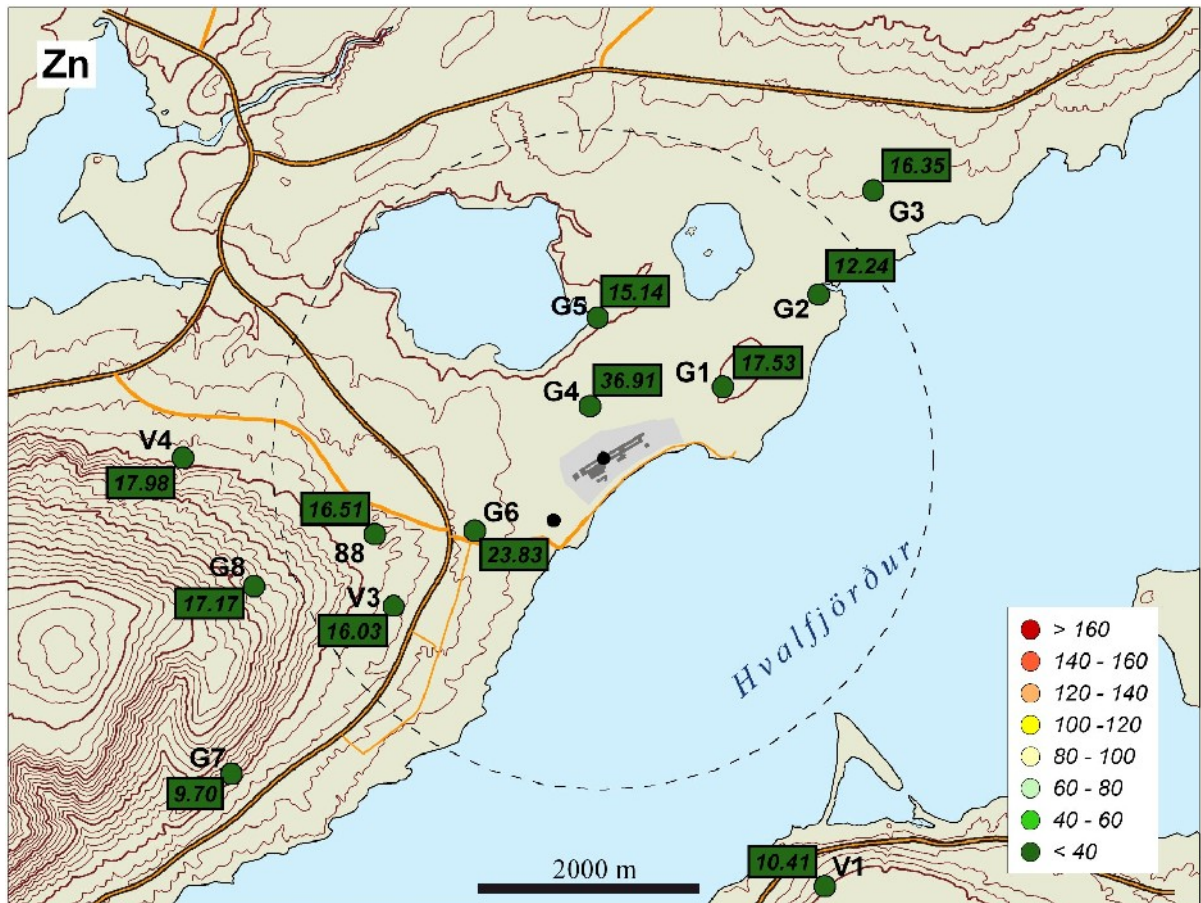 Zn
16.35
G3
12.24
G2
15.14
G5
17.53
G1
36.91
G4
V4
17.98
16.51
88
G6
23.83
G8
17.17
V3
16.03
G7
9.70
Hvalfjörður
> 160
140 - 160
120 - 140
100 -120
80 - 100
60 - 80
40 - 60
< 40
2000 m
10.41
V1